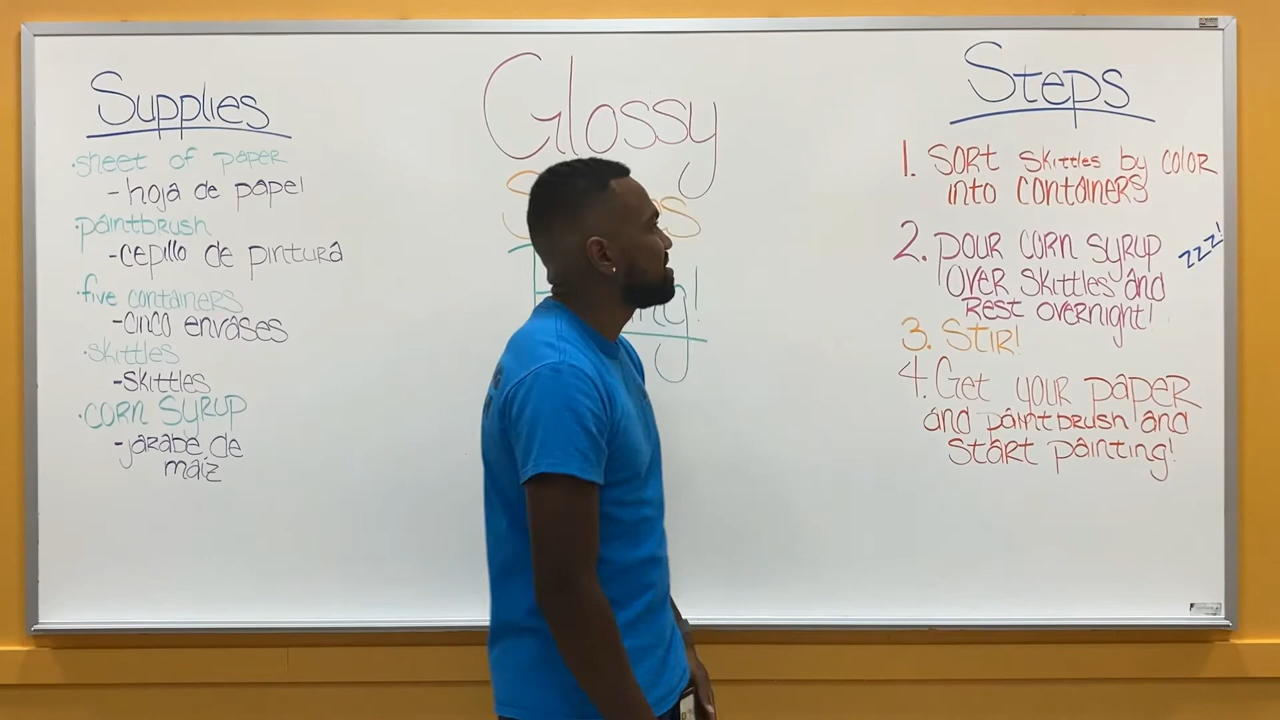 Supplies
·sheet of paper
-hoja de papel
·paintbrush
-cepillo de pintura
·five containers
-cinco envases
·skittles
-skittles
·corn syrup
-jarabe de
maíz
Glossy
Steps
1. Sort skittles by color
into containers
2. Pour corn syrup
over skittles and
Rest overnight!
zzz!
3. Stir!
4. Get your paper
and paintbrush and
start painting!